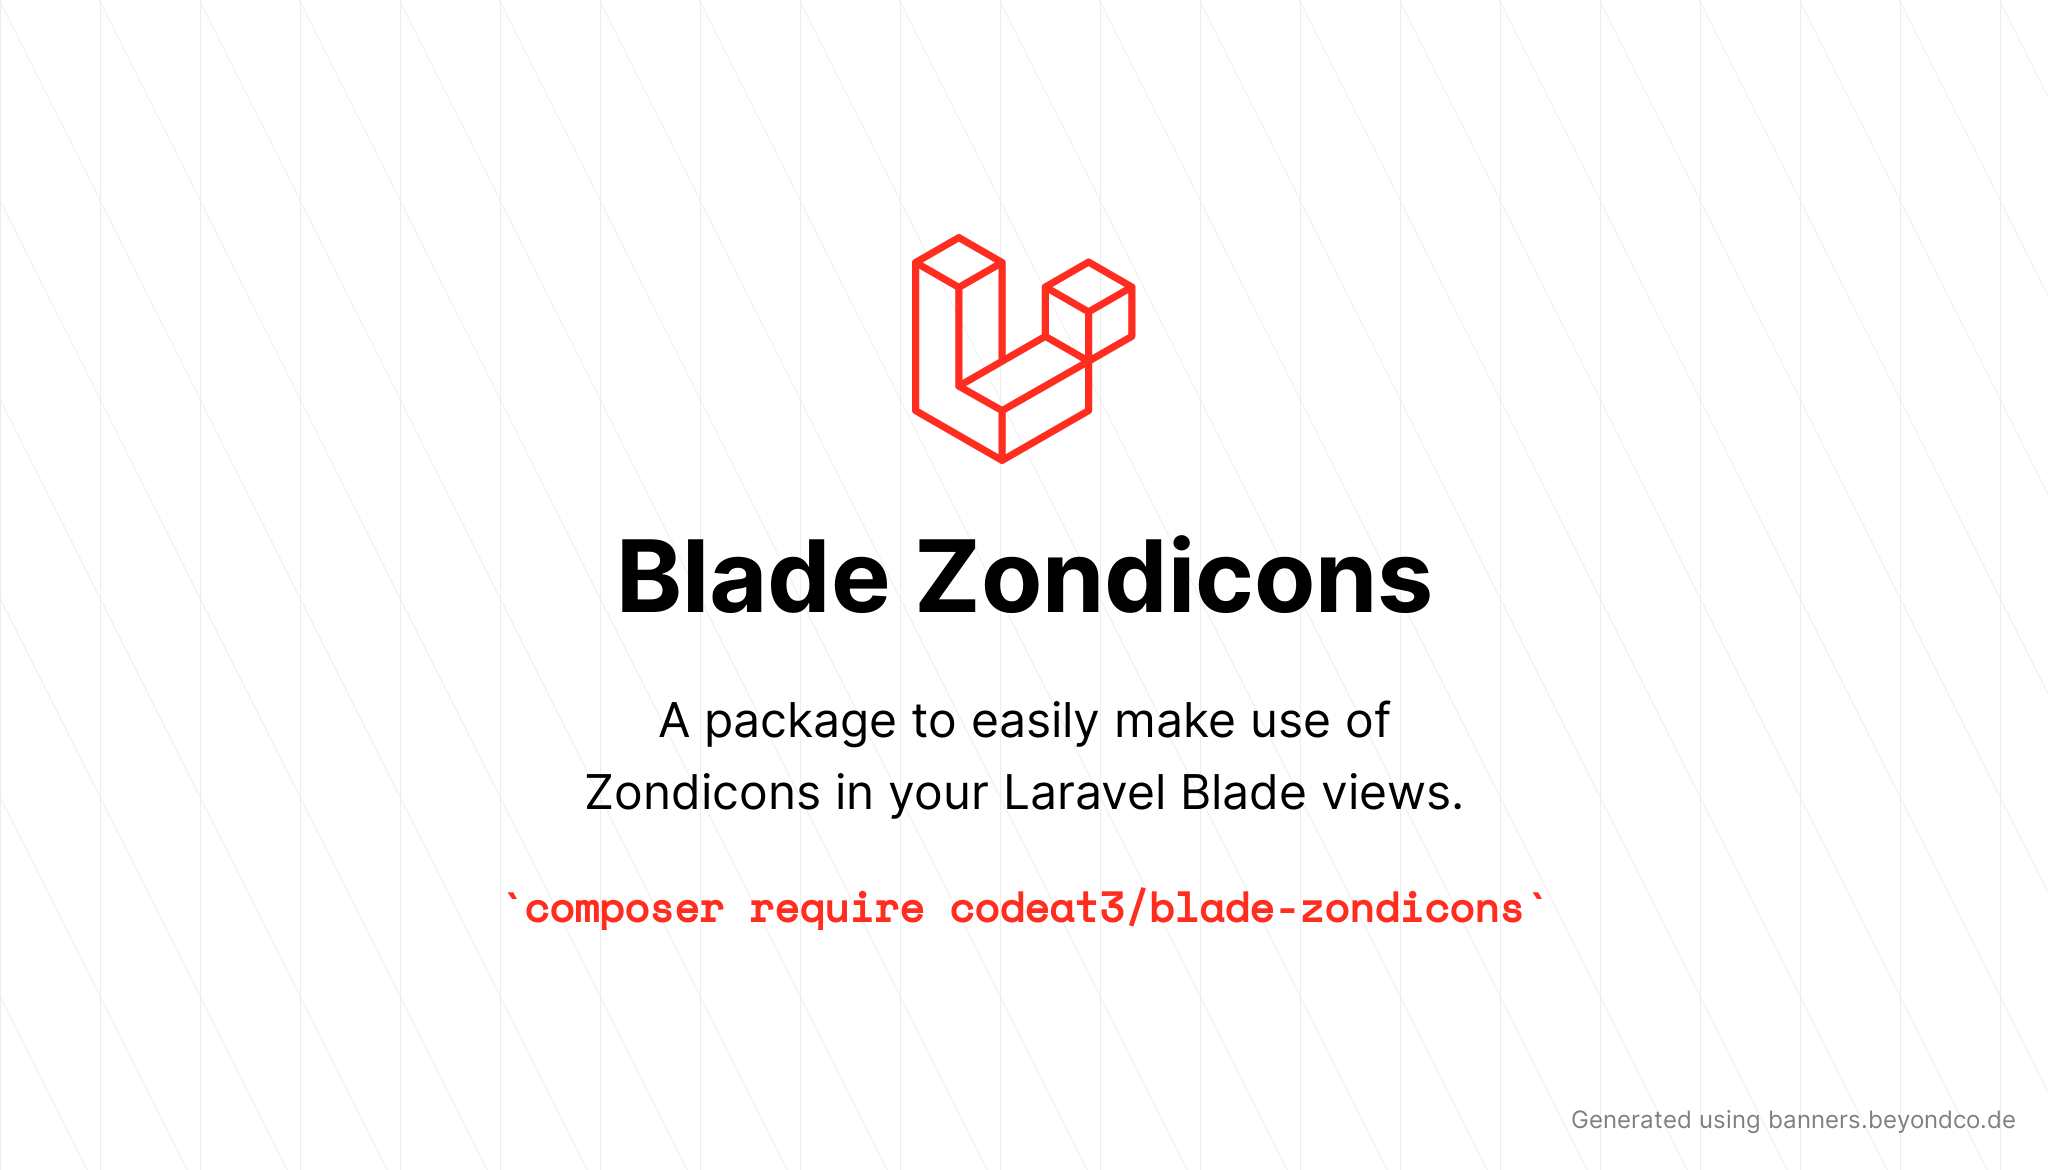 Blade Zondicons
A package to easily make use of
Zondicons in your Laravel Blade views.
`composer require codeat3/blade-zondicons`
Generated using banners.beyondco.de